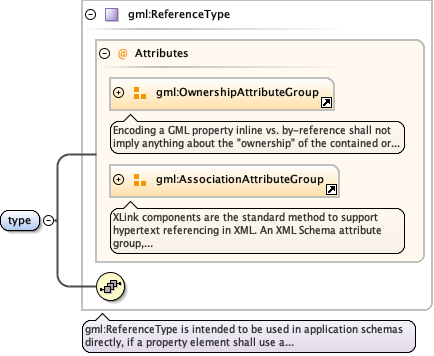 gml:ReferenceType
@ Attributes
gml:OwnershipAttributeGroup
Encoding a GML property inline vs. by-reference shall not
imply anything about the "ownership" of the contained or...
gml:AssociationAttributeGroup
XLink components are the standard method to support
hypertext referencing in XML. An XML Schema attribute
group,...
type
gml:ReferenceType is intended to be used in application schemas
directly, if a property element shall use a...